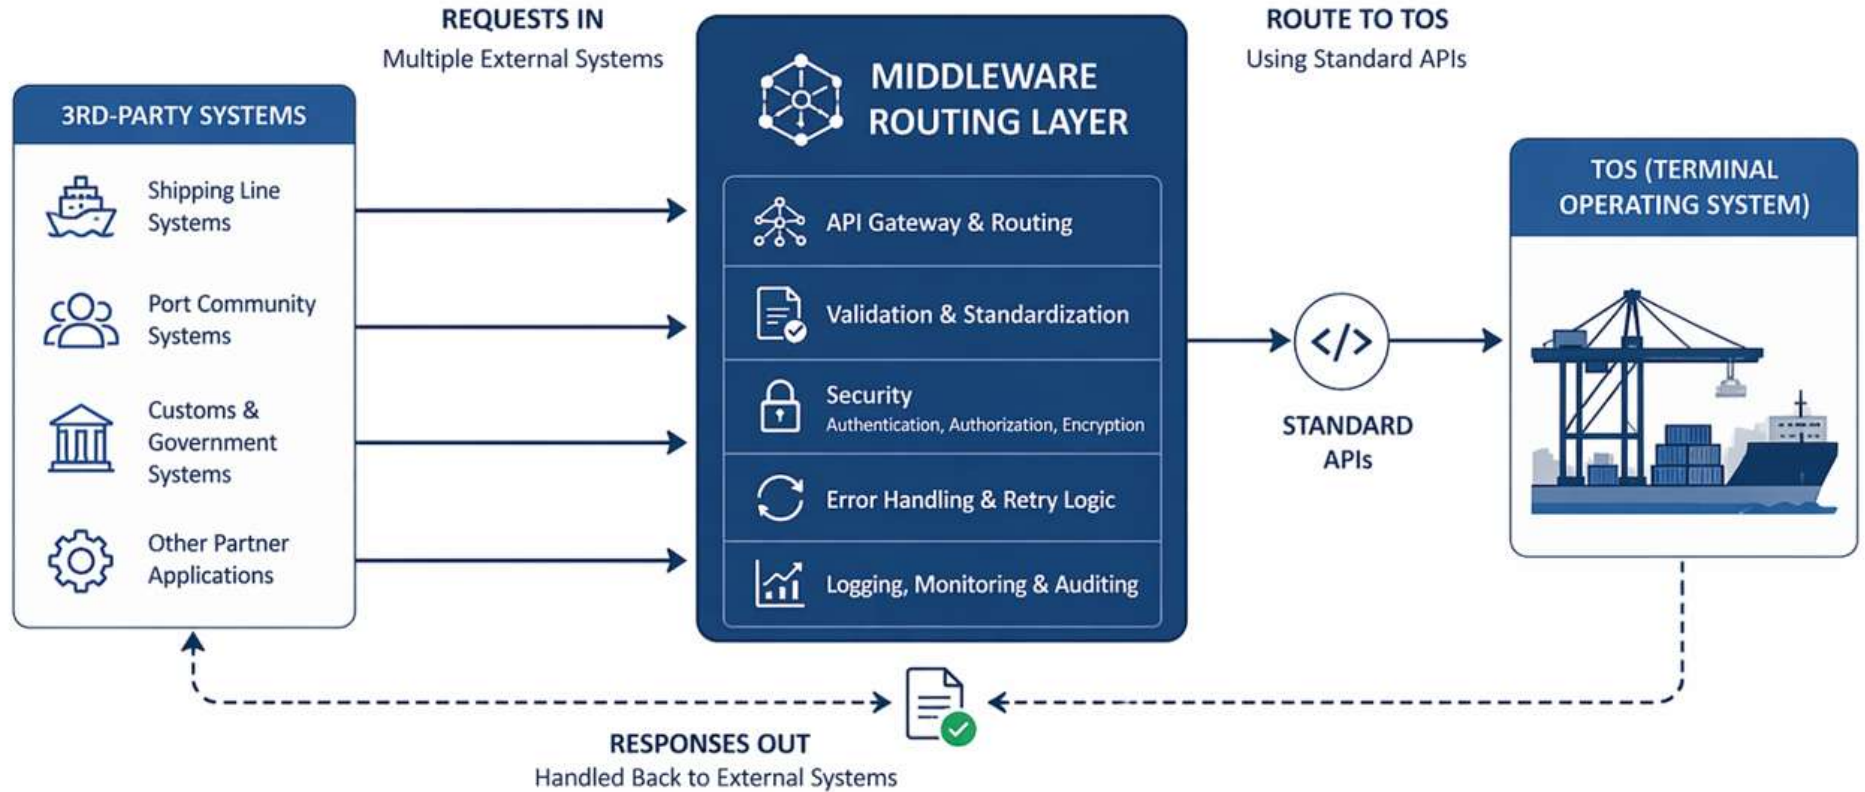 REQUESTS IN
Multiple External Systems
ROUTE TO TOS
Using Standard APIs
3RD-PARTY SYSTEMS
Shipping Line
Systems
Port Community
Systems
Customs &
Government
Systems
Other Partner
Applications
MIDDLEWARE
ROUTING LAYER
API Gateway & Routing
Validation & Standardization
Security
Authentication, Authorization, Encryption
Error Handling & Retry Logic
Logging, Monitoring & Auditing
</>
STANDARD
APIs
TOS (TERMINAL
OPERATING SYSTEM)
RESPONSES OUT
Handled Back to External Systems